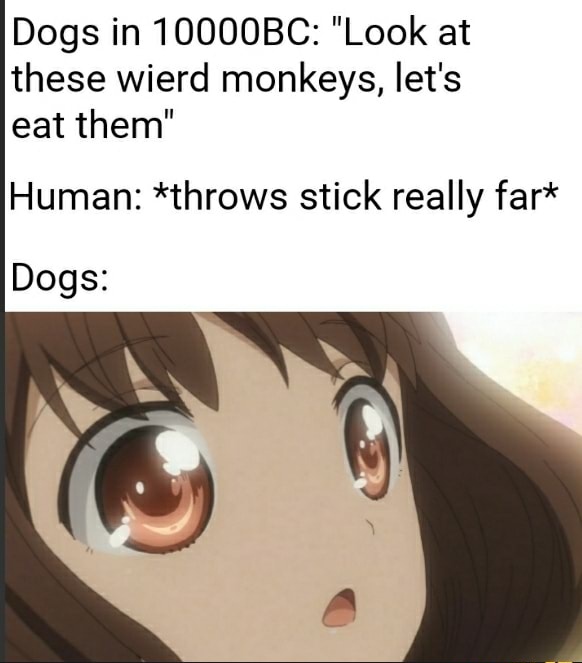 Dogs in 10000BC: "Look at
these wierd monkeys, let's
eat them"
Human: *throws stick really far*
Dogs: